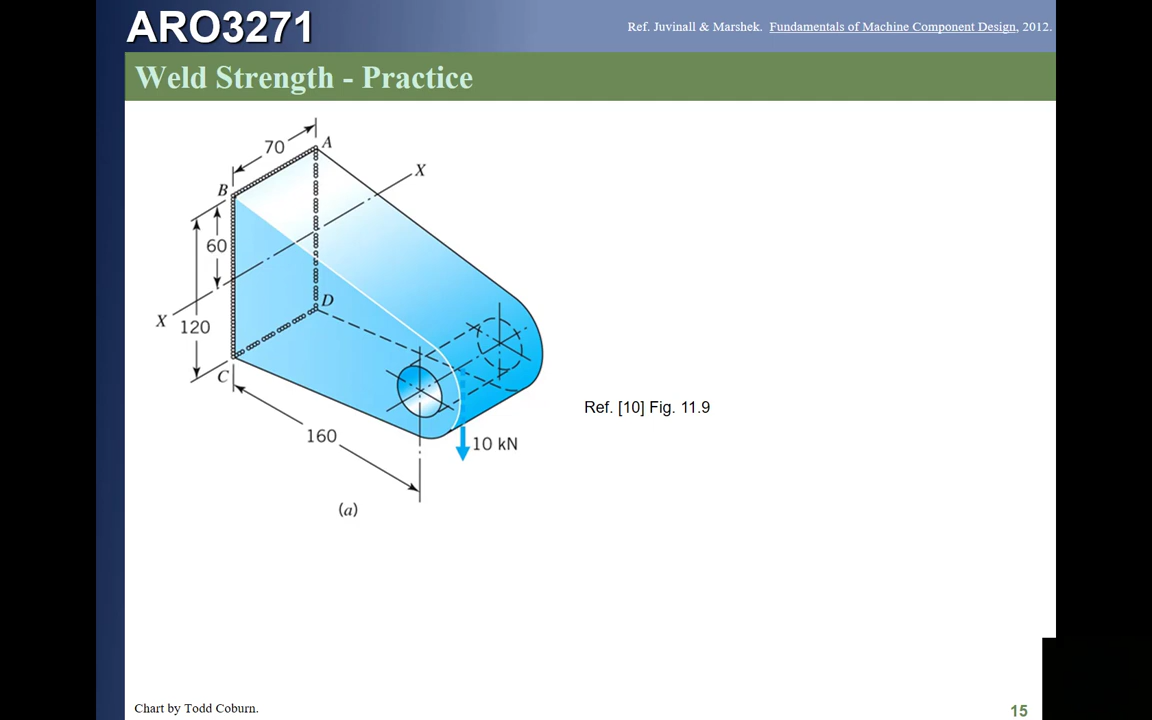 ARO3271
Ref. Juvinall & Marshek. Fundamentals of Machine Component Design, 2012.
Weld Strength - Practice
70
A
X
B
60
D
X
120
C
Ref. [10] Fig. 11.9
160
10 kN
(a)
Chart by Todd Coburn.
15